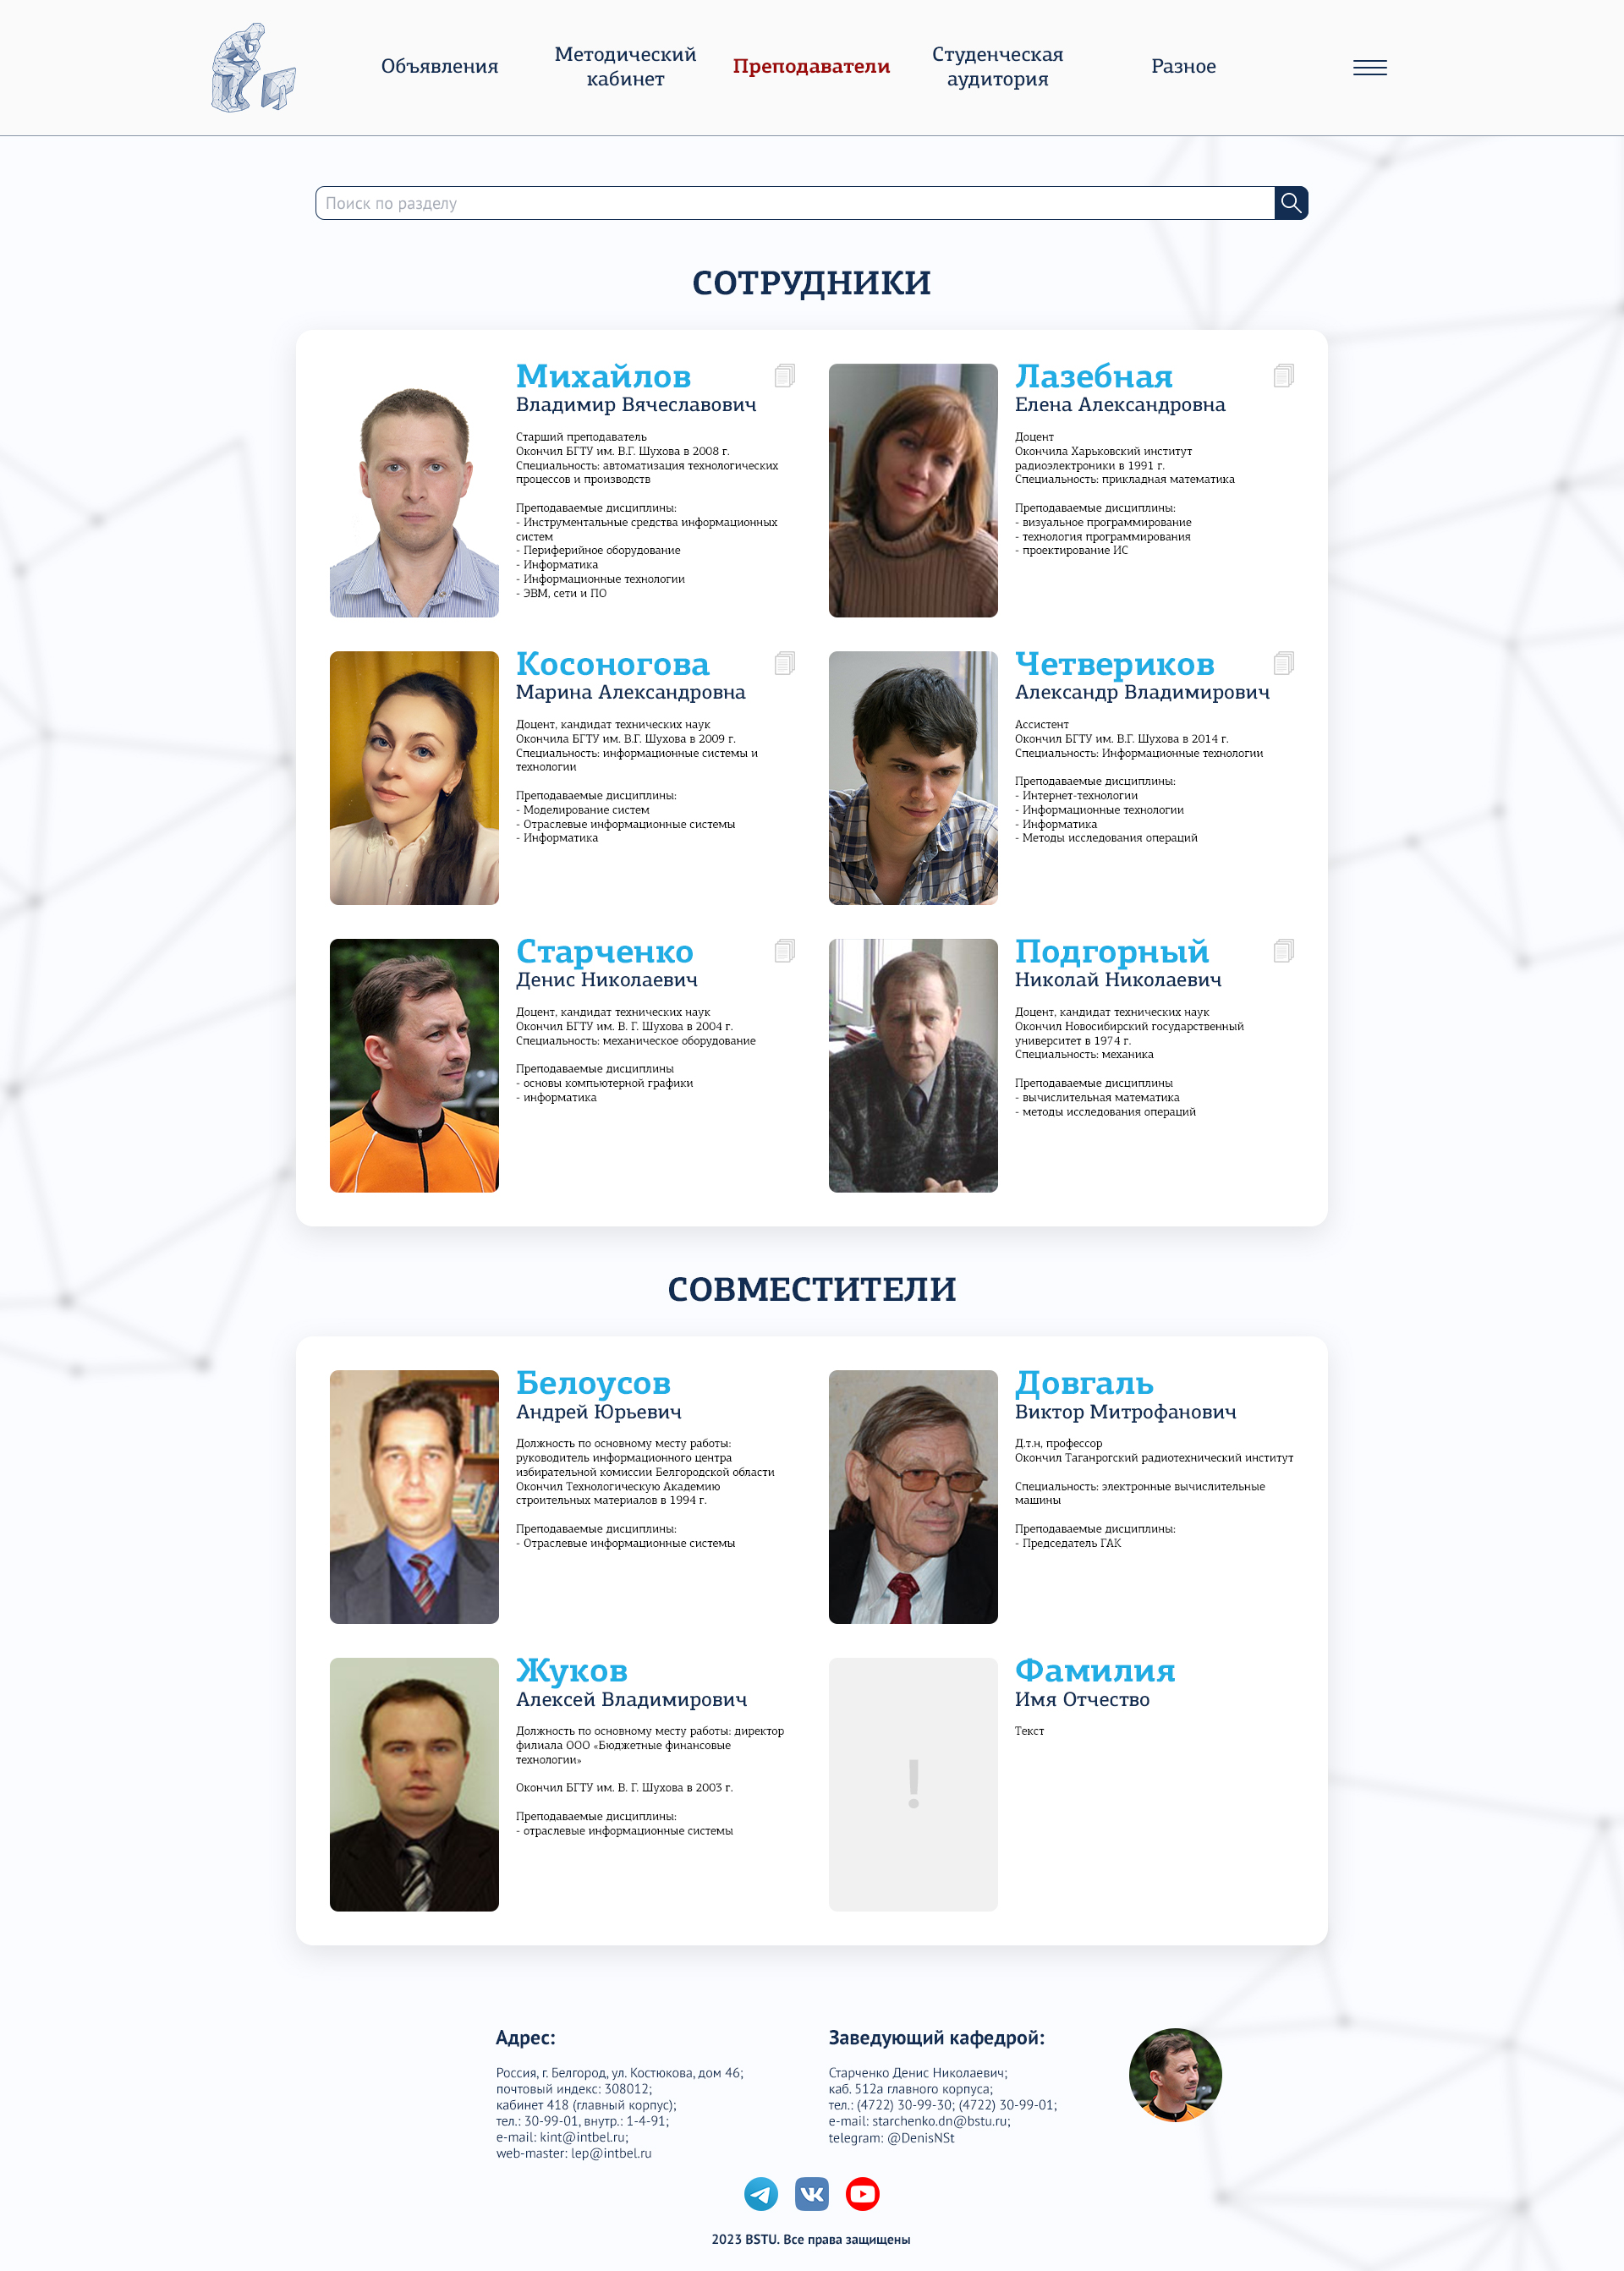 Объявления
Методический
кабинет
Преподаватели
Студенческая
аудитория
Разное
Поиск по разделу
СОТРУДНИКИ
Михайлов
Владимир Вячеславович
Старший преподаватель
Окончил БГТУ им. В.Г. Шухова в 2008 г.
Специальность: автоматизация технологических
процессов и производств
Преподаваемые дисциплины:
- Инструментальные средства информационных
систем
- Периферийное оборудование
- Информатика
- Информационные технологии
- ЭВМ, сети и ПО
Лазебная
Елена Александровна
Доцент
Окончила Харьковский институт
радиоэлектроники в 1991 г.
Специальность: прикладная математика
Преподаваемые дисциплины:
- визуальное программирование
- технология программирования
- проектирование ИС
Косоногова
Марина Александровна
Доцент, кандидат технических наук
Окончила БГТУ им. В.Г. Шухова в 2009 г.
Специальность: информационные системы и
технологии
Преподаваемые дисциплины:
- Моделирование систем
- Отраслевые информационные системы
- Информатика
Четвериков
Александр Владимирович
Ассистент
Окончил БГТУ им. В.Г. Шухова в 2014 г.
Специальность: Информационные технологии
Преподаваемые дисциплины:
- Интернет-технологии
- Информационные технологии
- Информатика
- Методы исследования операций
Старченко
Денис Николаевич
Доцент, кандидат технических наук
Окончил БГТУ им. В. Г. Шухова в 2004 г.
Специальность: механическое оборудование
Преподаваемые дисциплины
- основы компьютерной графики
- информатика
Подгорный
Николай Николаевич
Доцент, кандидат технических наук
Окончил Новосибирский государственный
университет в 1974 г.
Специальность: механика
Преподаваемые дисциплины
- вычислительная математика
- методы исследования операций
СОВМЕСТИТЕЛИ
Белоусов
Андрей Юрьевич
Должность по основному месту работы:
руководитель информационного центра
избирательной комиссии Белгородской области
Окончил Технологическую Академию
строительных материалов в 1994 г.
Преподаваемые дисциплины:
- Отраслевые информационные системы
Довгаль
Виктор Митрофанович
Д.т.н, профессор
Окончил Таганрогский радиотехнический институт
Специальность: электронные вычислительные
машины
Преподаваемые дисциплины:
- Председатель ГАК
Жуков
Алексей Владимирович
Должность по основному месту работы: директор
филиала ООО «Бюджетные финансовые
технологии»
Окончил БГТУ им. В. Г. Шухова в 2003 г.
Преподаваемые дисциплины:
- отраслевые информационные системы
!
Фамилия
Имя Отчество
Текст
Адрес:
Россия, г. Белгород, ул. Костюкова, дом 46;
почтовый индекс: 308012;
кабинет 418 (главный корпус);
тел.: 30-99-01, внутр.: 1-4-91;
e-mail: kint@intbel.ru;
web-master: lep@intbel.ru
Заведующий кафедрой:
Старченко Денис Николаевич;
каб. 512а главного корпуса;
тел.: (4722) 30-99-30; (4722) 30-99-01;
e-mail: starchenko.dn@bstu.ru;
telegram: @DenisNSt
2023 BSTU. Все права защищены